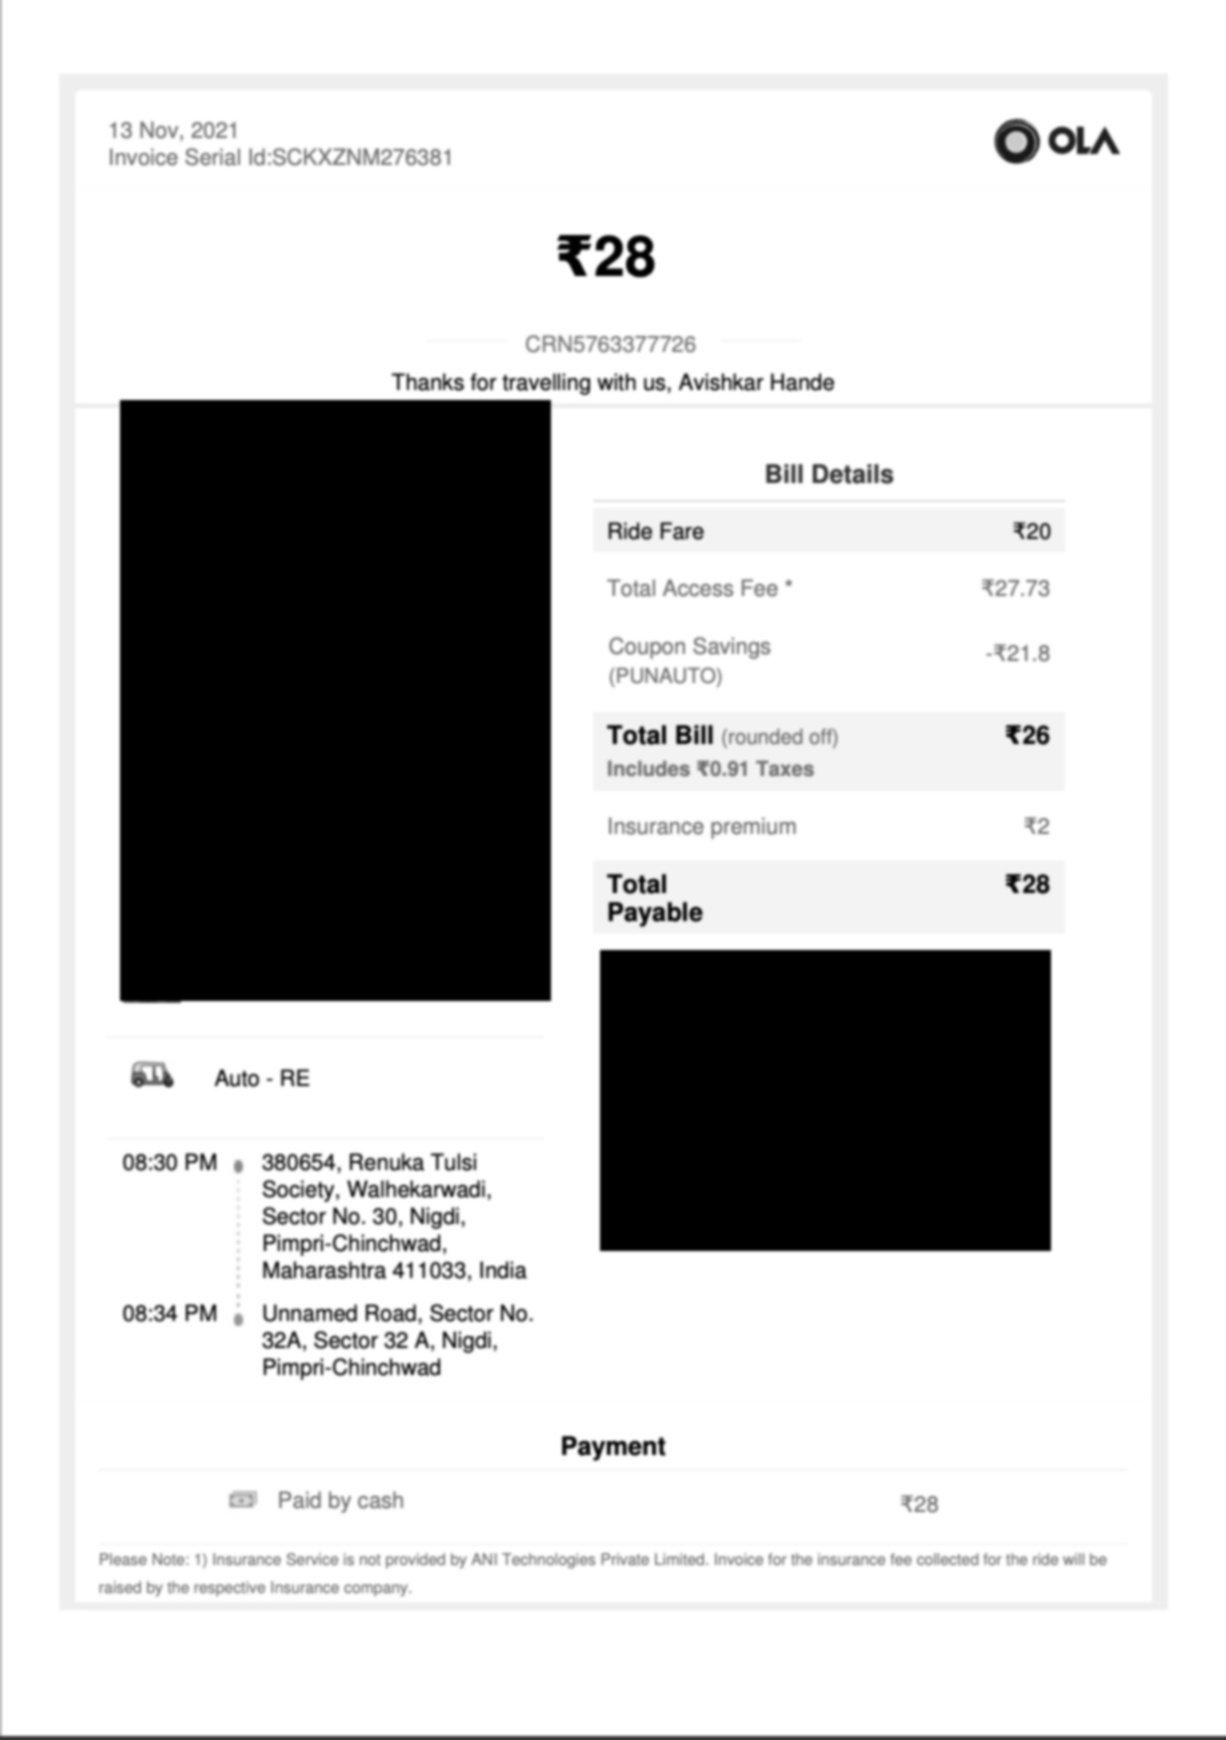 13 Nov, 2021
Invoice Serial Id:SCKXZNM276381
OLA
₹28
CRN5763377726
Thanks for travelling with us, Avishkar Hande
Bill Details
Ride Fare ₹20
Total Access Fee * ₹27.73
Coupon Savings -₹21.8
(PUNAUTO)
Total Bill (rounded off) ₹26
Includes ₹0.91 Taxes
Insurance premium ₹2
Total ₹28
Payable
Auto - RE
08:30 PM 380654, Renuka Tulsi
Society, Walhekarwadi,
Sector No. 30, Nigdi,
Pimpri-Chinchwad,
Maharashtra 411033, India
08:34 PM Unnamed Road, Sector No.
32A, Sector 32 A, Nigdi,
Pimpri-Chinchwad
Payment
Paid by cash ₹28
Please Note: 1) Insurance Service is not provided by ANI Technologies Private Limited. Invoice for the insurance fee collected for the ride will be
raised by the respective Insurance company.